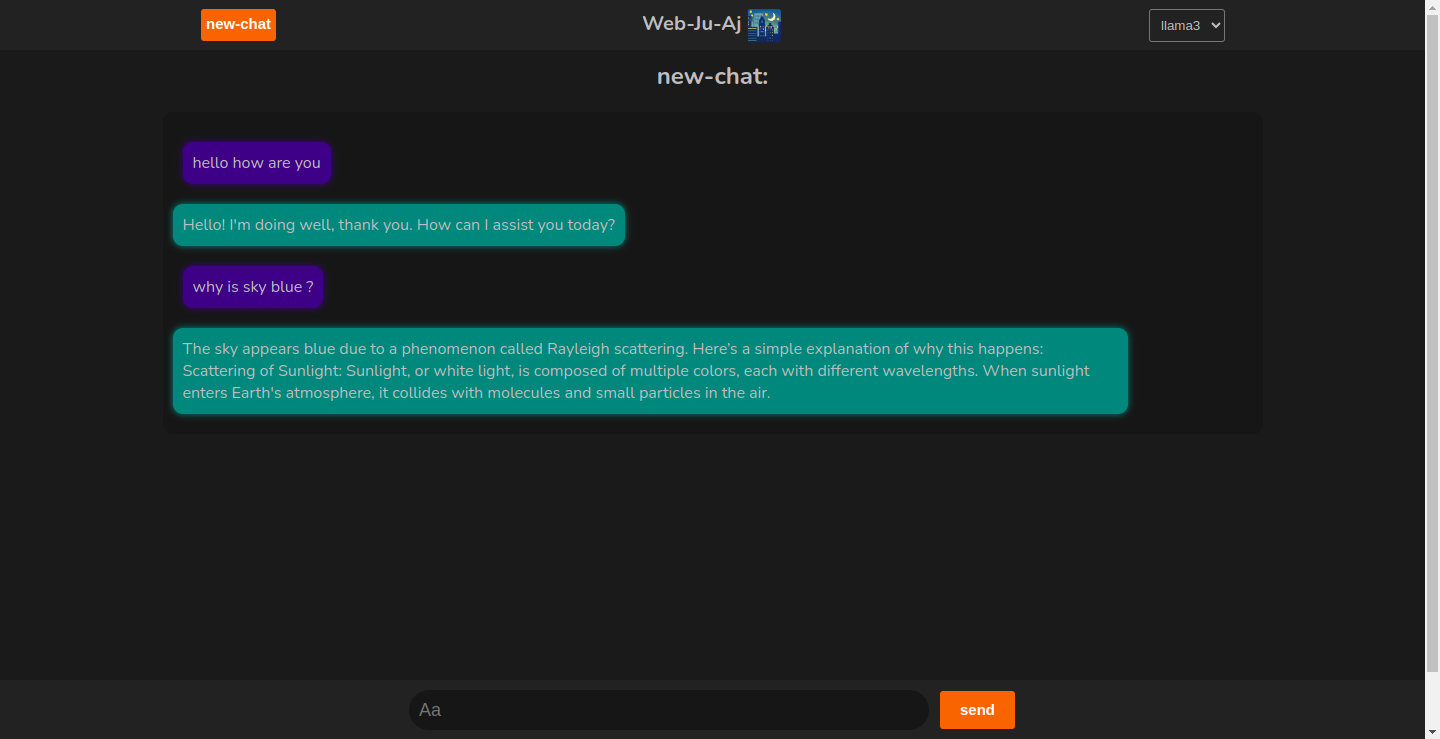 new-chat
Web-Ju-Aj
llama3
new-chat:
hello how are you
Hello! I'm doing well, thank you. How can I assist you today?
why is sky blue ?
The sky appears blue due to a phenomenon called Rayleigh scattering. Here's a simple explanation of why this happens:
Scattering of Sunlight: Sunlight, or white light, is composed of multiple colors, each with different wavelengths. When sunlight
enters Earth's atmosphere, it collides with molecules and small particles in the air.
Aa
send